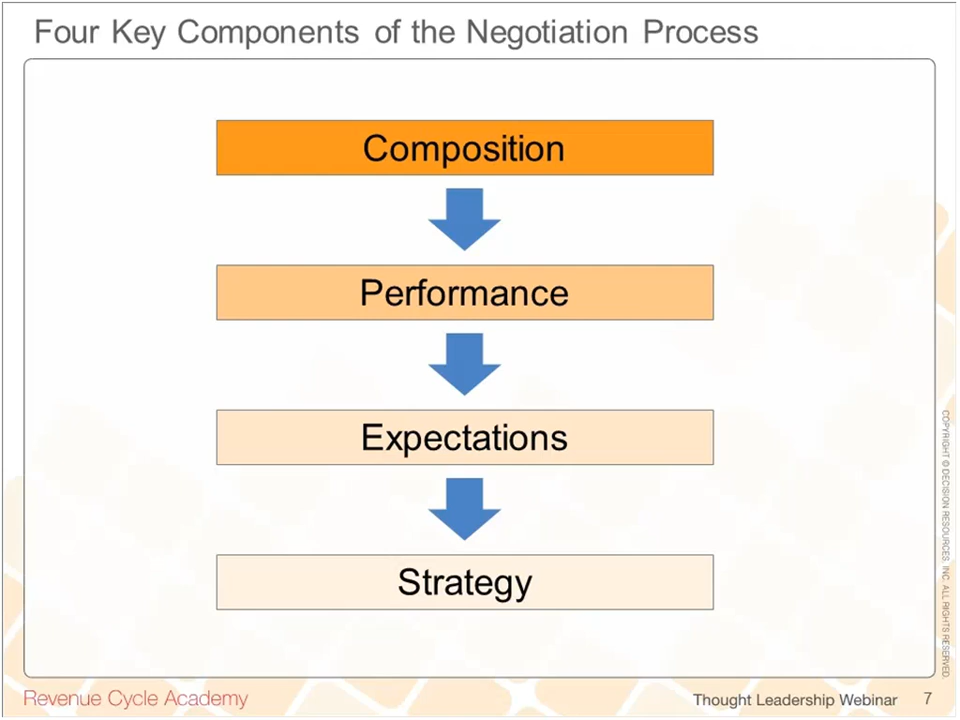 Four Key Components of the Negotiation Process
Composition
Performance
Expectations
Strategy
COPYRIGHT © DECISION RESOURCES, INC. ALL RIGHTS RESERVED.
Revenue Cycle Academy
Thought Leadership Webinar 7